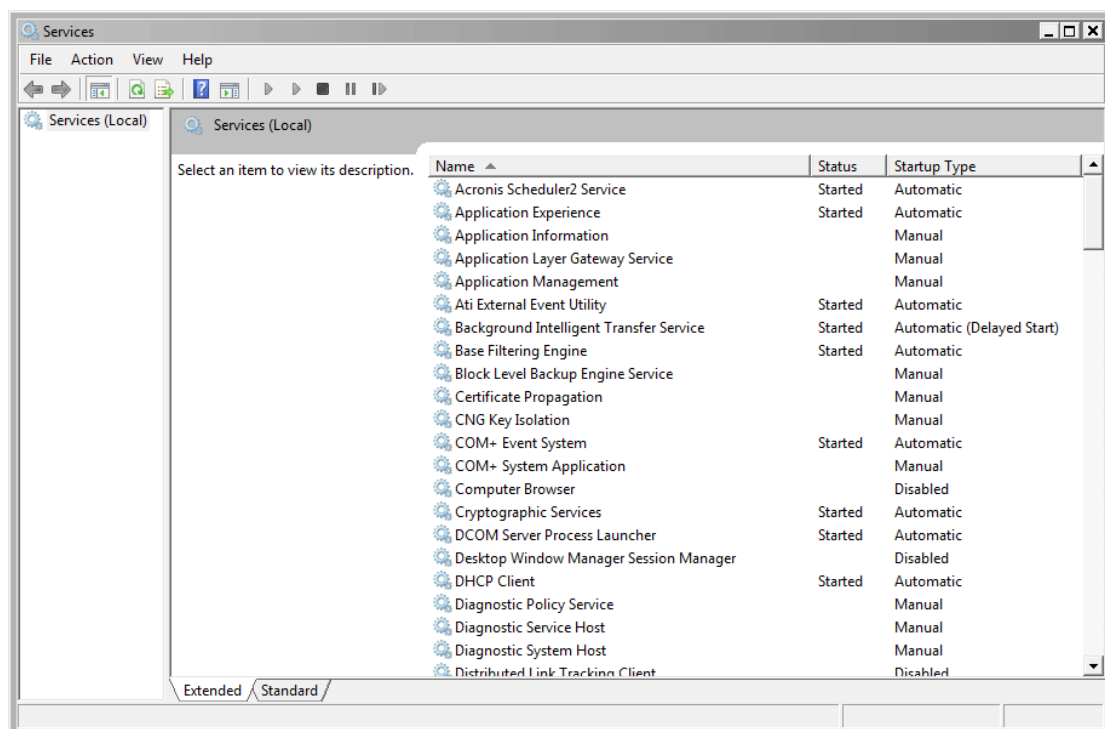 Services
File Action View Help
Services (Local)
Services (Local)
Select an item to view its description.
Name Status Startup Type
Acronis Scheduler2 Service Started Automatic
Application Experience Started Automatic
Application Information Manual
Application Layer Gateway Service Manual
Application Management Manual
Ati External Event Utility Started Automatic
Background Intelligent Transfer Service Started Automatic (Delayed Start)
Base Filtering Engine Started Automatic
Block Level Backup Engine Service Manual
Certificate Propagation Manual
CNG Key Isolation Manual
COM+ Event System Started Automatic
COM+ System Application Manual
Computer Browser Disabled
Cryptographic Services Started Automatic
DCOM Server Process Launcher Started Automatic
Desktop Window Manager Session Manager Disabled
DHCP Client Started Automatic
Diagnostic Policy Service Manual
Diagnostic Service Host Manual
Diagnostic System Host Manual
Distributed Link Tracking Client Disabled
Extended Standard